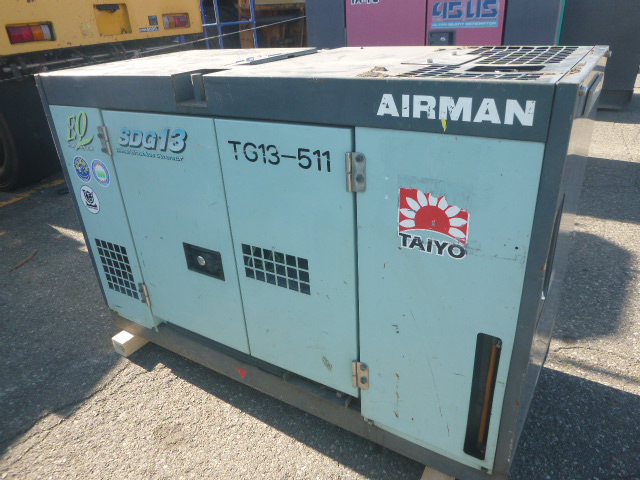 45US
AIRMAN
EQ
SDG13
TG13-511
TAIYO